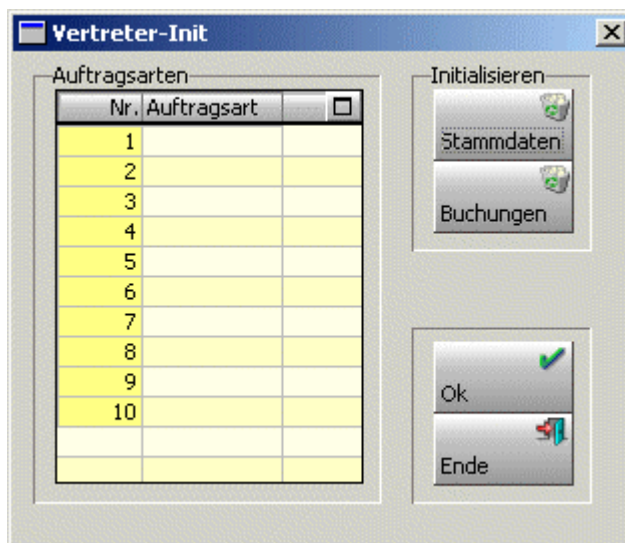 Vertreter-Init
Auftragsarten
Nr. Auftragsart
1
2
3
4
5
6
7
8
9
10
Initialisieren
Stammdaten
Buchungen
Ok
Ende